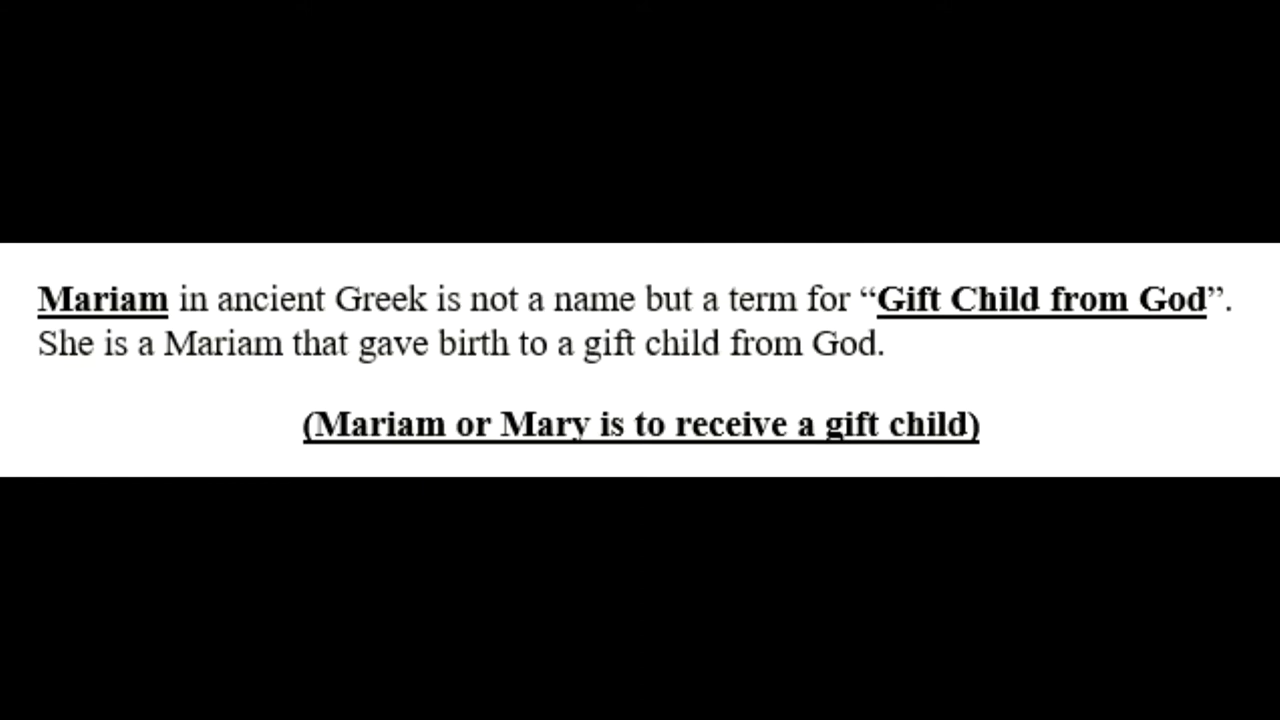 Mariam in ancient Greek is not a name but a term for “Gift Child from God”.
She is a Mariam that gave birth to a gift child from God.
(Mariam or Mary is to receive a gift child)